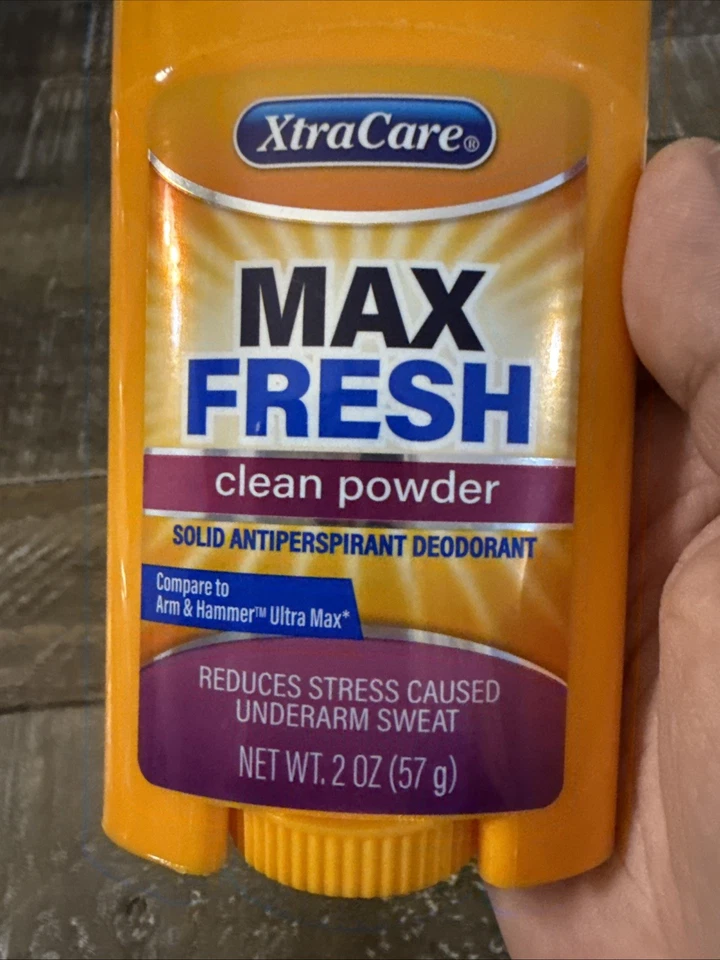 XtraCare®
MAX
FRESH
clean powder
SOLID ANTIPERSPIRANT DEODORANT
Compare to
Arm & Hammer™ Ultra Max*
REDUCES STRESS CAUSED
UNDERARM SWEAT
NET WT. 2 OZ (57 g)